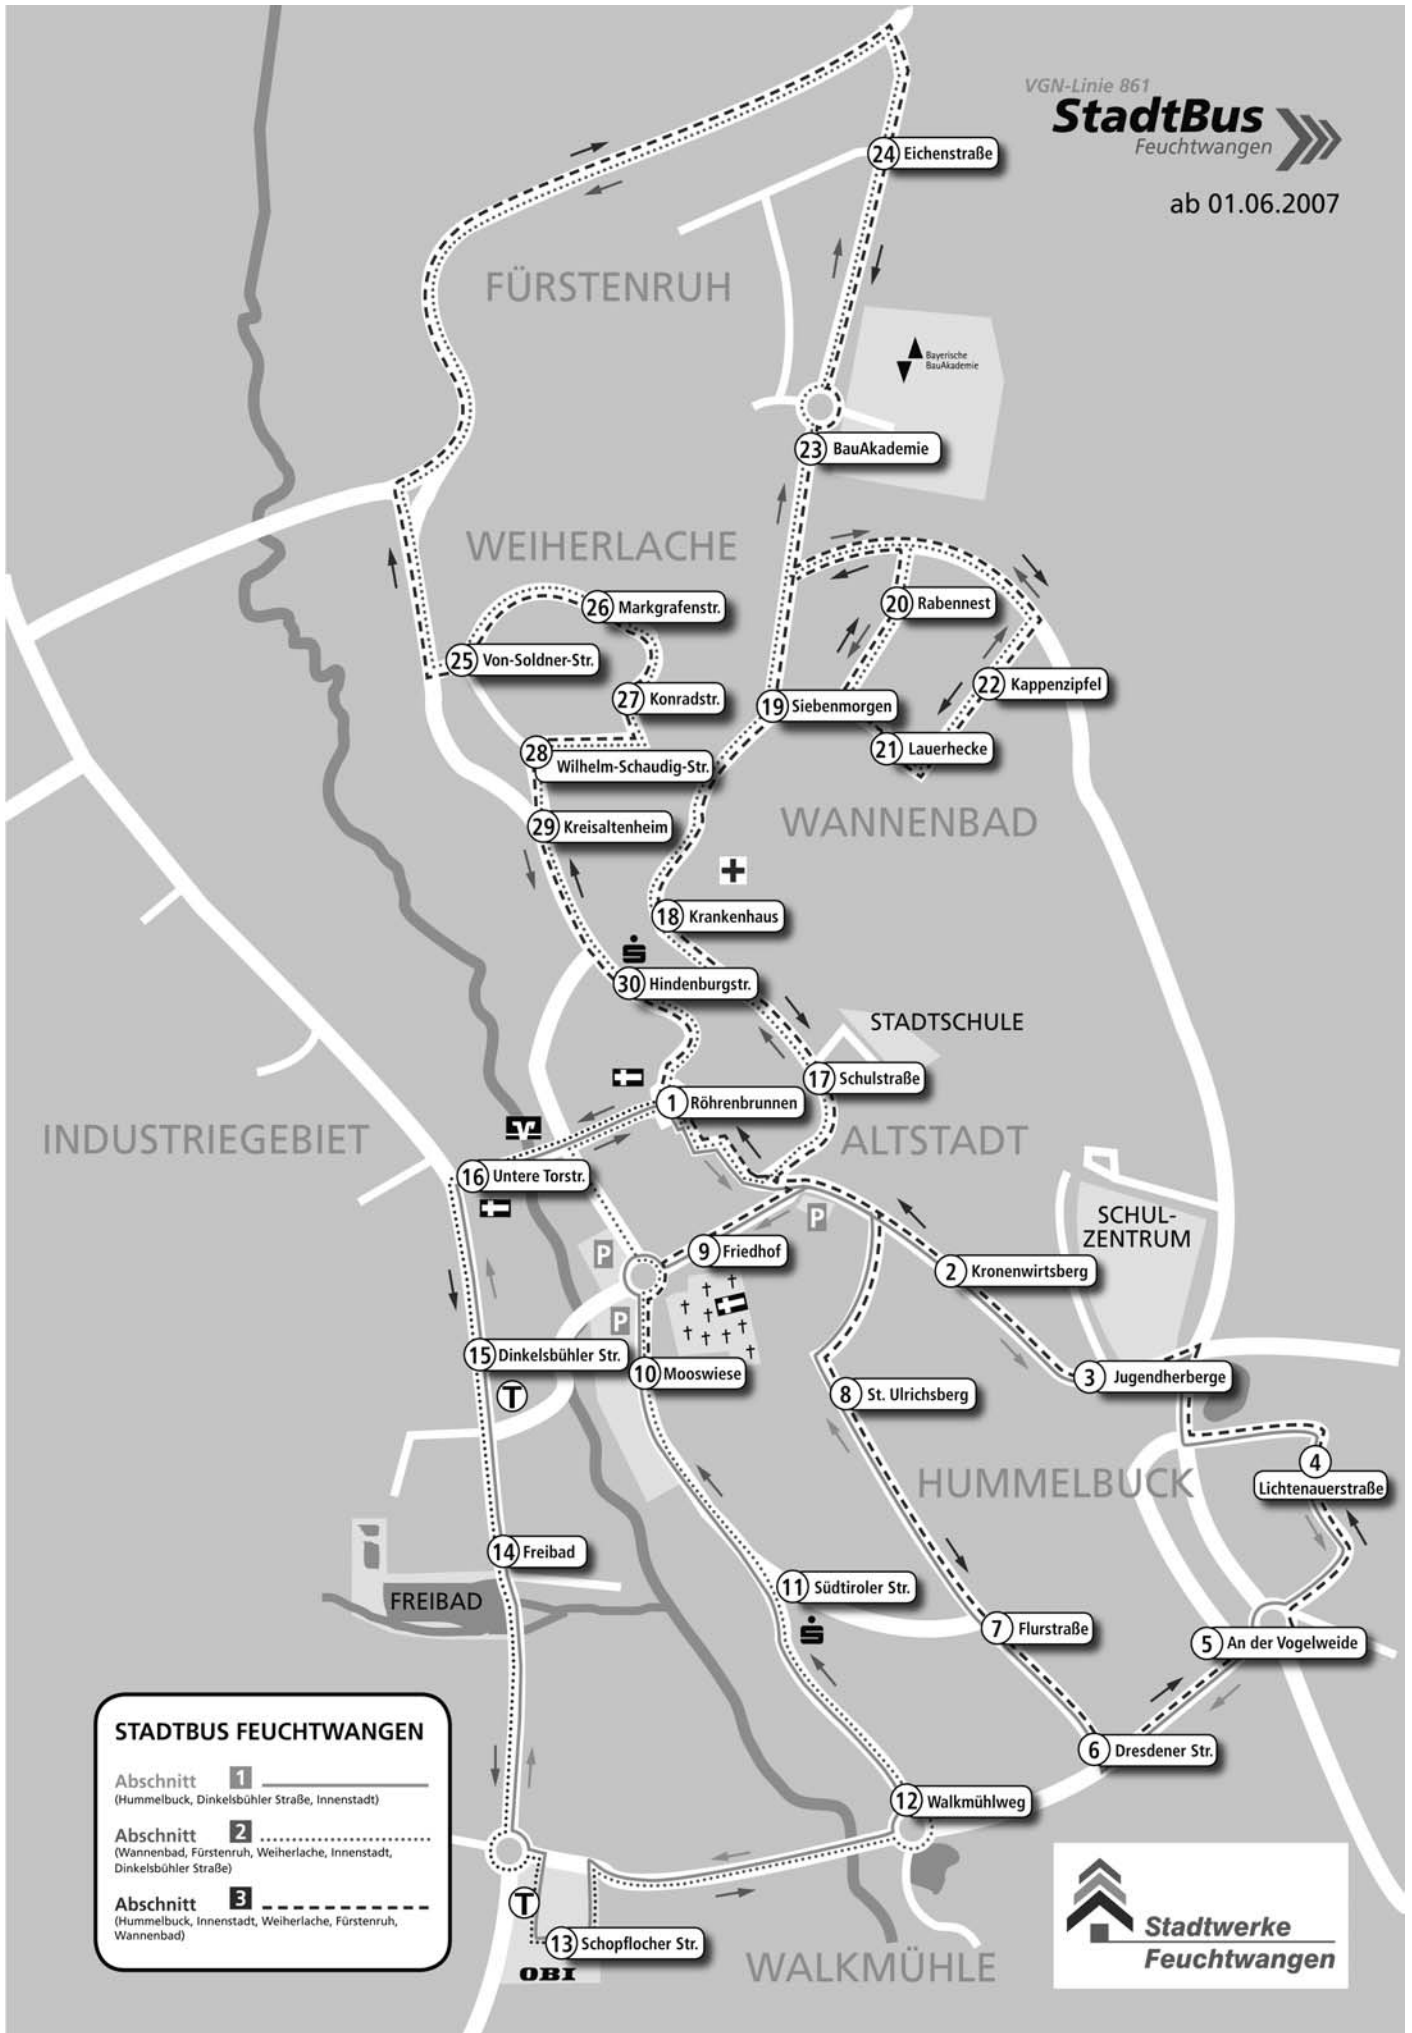 VGN-Linie 861
StadtBus
Feuchtwangen
ab 01.06.2007
24 Eichenstraße
FÜRSTENRUH
Bayerische
BauAkademie
23 BauAkademie
WEIHERLACHE
26 Markgrafenstr.
20 Rabennest
25 Von-Soldner-Str.
22 Kappenzipfel
27 Konradstr.
19 Siebenmorgen
21 Lauerhecke
28
Wilhelm-Schaudig-Str.
WANNENBAD
29 Kreisaltenheim
18 Krankenhaus
30 Hindenburgstr.
STADTSCHULE
17 Schulstraße
1 Röhrenbrunnen
INDUSTRIEGEBIET
ALTSTADT
16 Untere Torstr.
P
SCHUL-
ZENTRUM
P
9 Friedhof
2 Kronenwirtsberg
P
15 Dinkelsbühler Str.
10 Mooswiese
3 Jugendherberge
T
8 St. Ulrichsberg
4
Lichtenauerstraße
HUMMELBUCK
14 Freibad
FREIBAD
11 Südtiroler Str.
7 Flurstraße
5 An der Vogelweide
6 Dresdener Str.
12 Walkmühlweg
T
13 Schopflocher Str.
OBI
WALKMÜHLE
STADTBUS FEUCHTWANGEN
Abschnitt 1
(Hummelbuck, Dinkelsbühler Straße, Innenstadt)
Abschnitt 2
(Wannenbad, Fürstenruh, Weiherlache, Innenstadt,
Dinkelsbühler Straße)
Abschnitt 3
(Hummelbuck, Innenstadt, Weiherlache, Fürstenruh,
Wannenbad)
Stadtwerke
Feuchtwangen